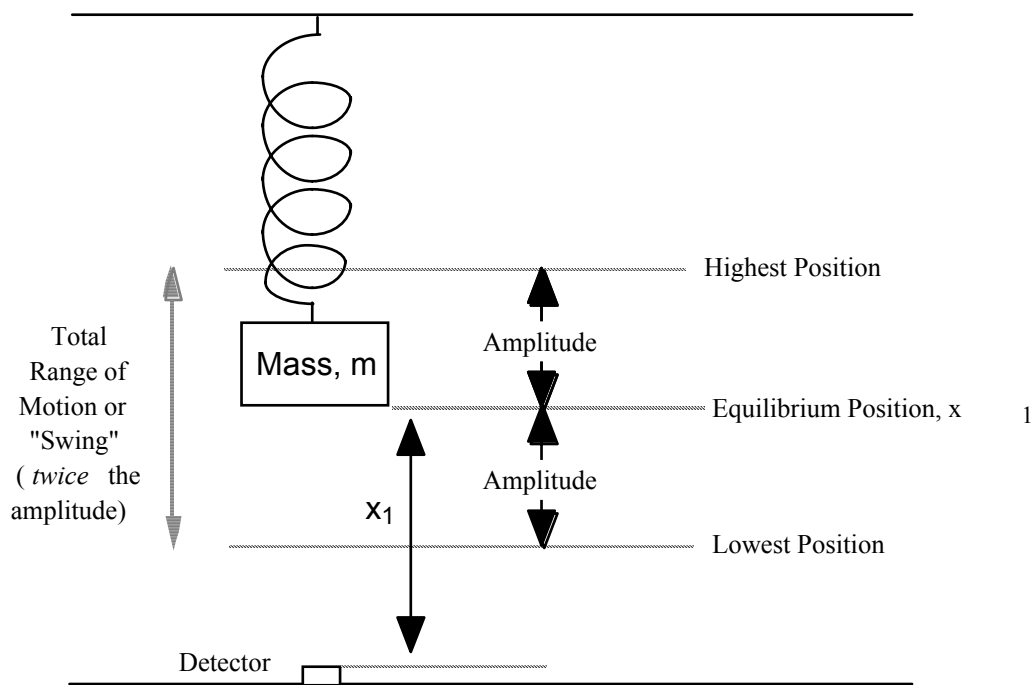 Highest Position
Total
Range of
Motion or
"Swing"
( twice the
amplitude)
Amplitude
Mass, m
Equilibrium Position, x 1
Amplitude
x1
Lowest Position
Detector